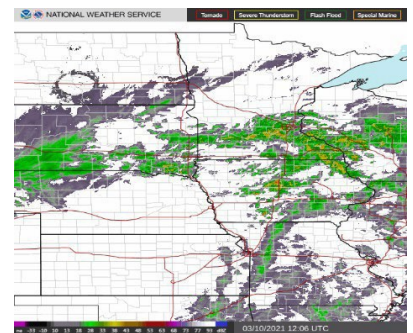 NATIONAL WEATHER SERVICE
Tornado
Severe Thunderstorm
Flash Flood
Special Marine
03/10/2021 12:06 UTC